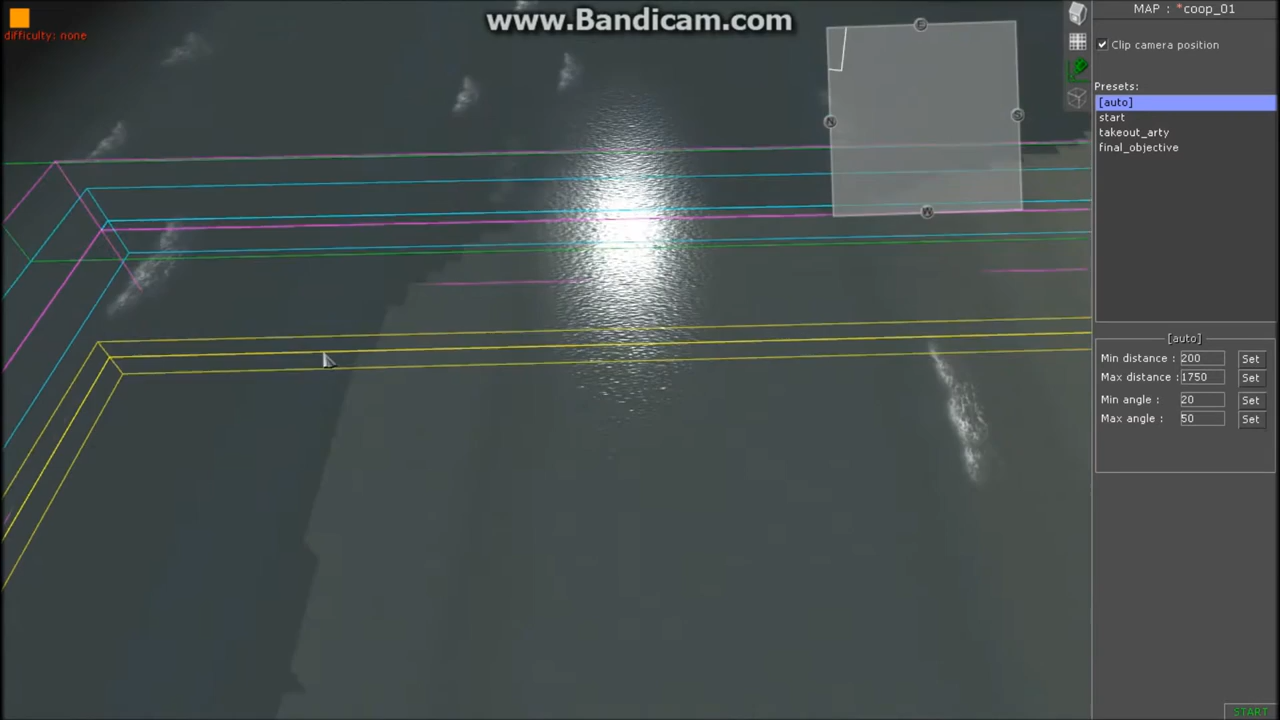 www.Bandicam.com
difficulty: none
MAP : *coop_01
Clip camera position
Presets:
[auto]
start
takeout_arty
final_objective
[auto]
Min distance : 200 Set
Max distance : 1750 Set
Min angle : 20 Set
Max angle : 50 Set
START